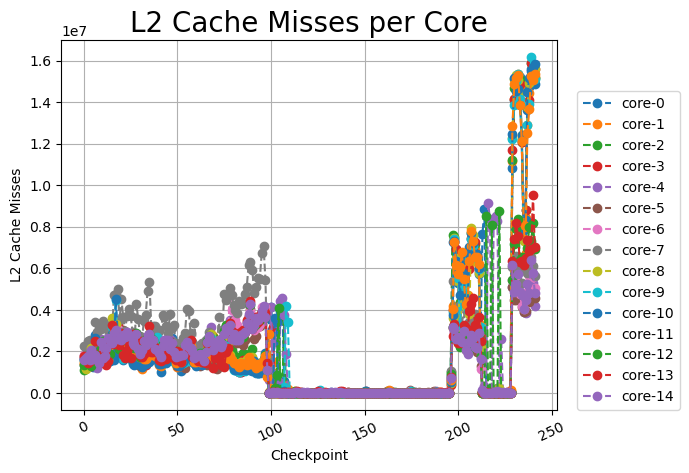 L2 Cache Misses per Core
1e7
1.6
1.4
1.2
1.0
0.8
0.6
0.4
0.2
0.0
L2 Cache Misses
0
50
100
150
200
250
Checkpoint
core-0
core-1
core-2
core-3
core-4
core-5
core-6
core-7
core-8
core-9
core-10
core-11
core-12
core-13
core-14